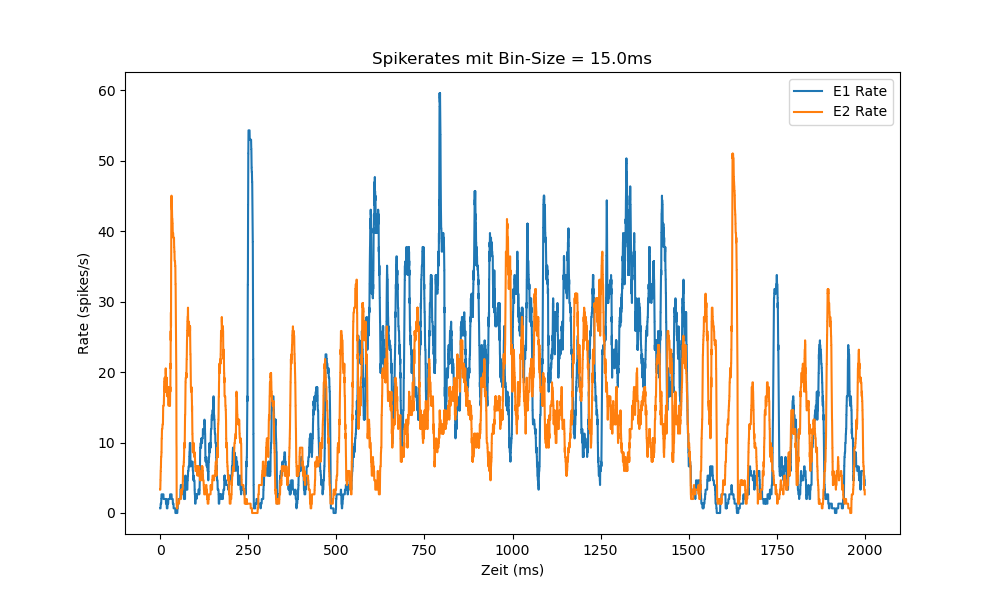 Spikerates mit Bin-Size = 15.0ms
E1 Rate
E2 Rate
Rate (spikes/s)
60
50
40
30
20
10
0
0 250 500 750 1000 1250 1500 1750 2000
Zeit (ms)